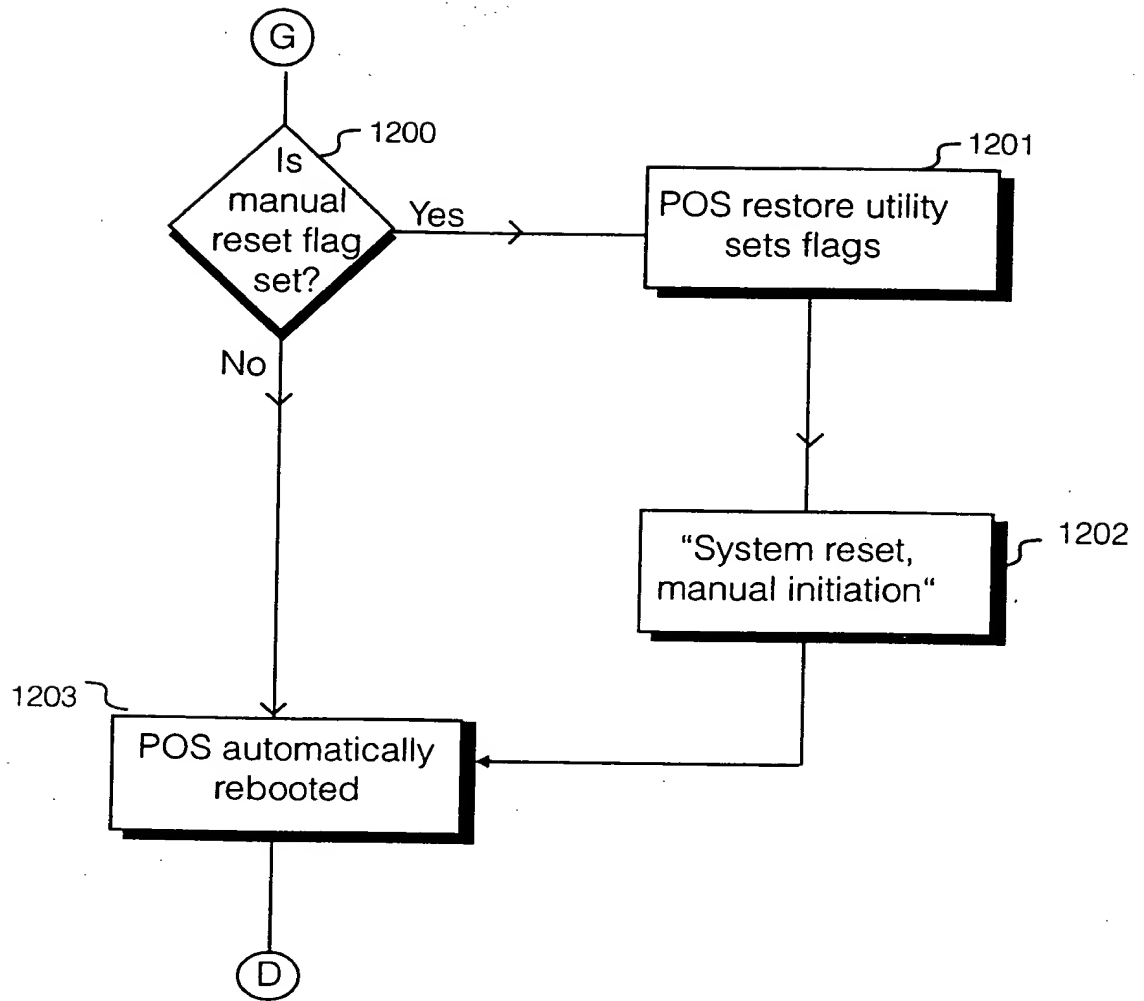 G
1200
Is
manual
reset flag
set?
Yes
No
1201
POS restore utility
sets flags
1202
“System reset,
manual initiation“
1203
POS automatically
rebooted
D